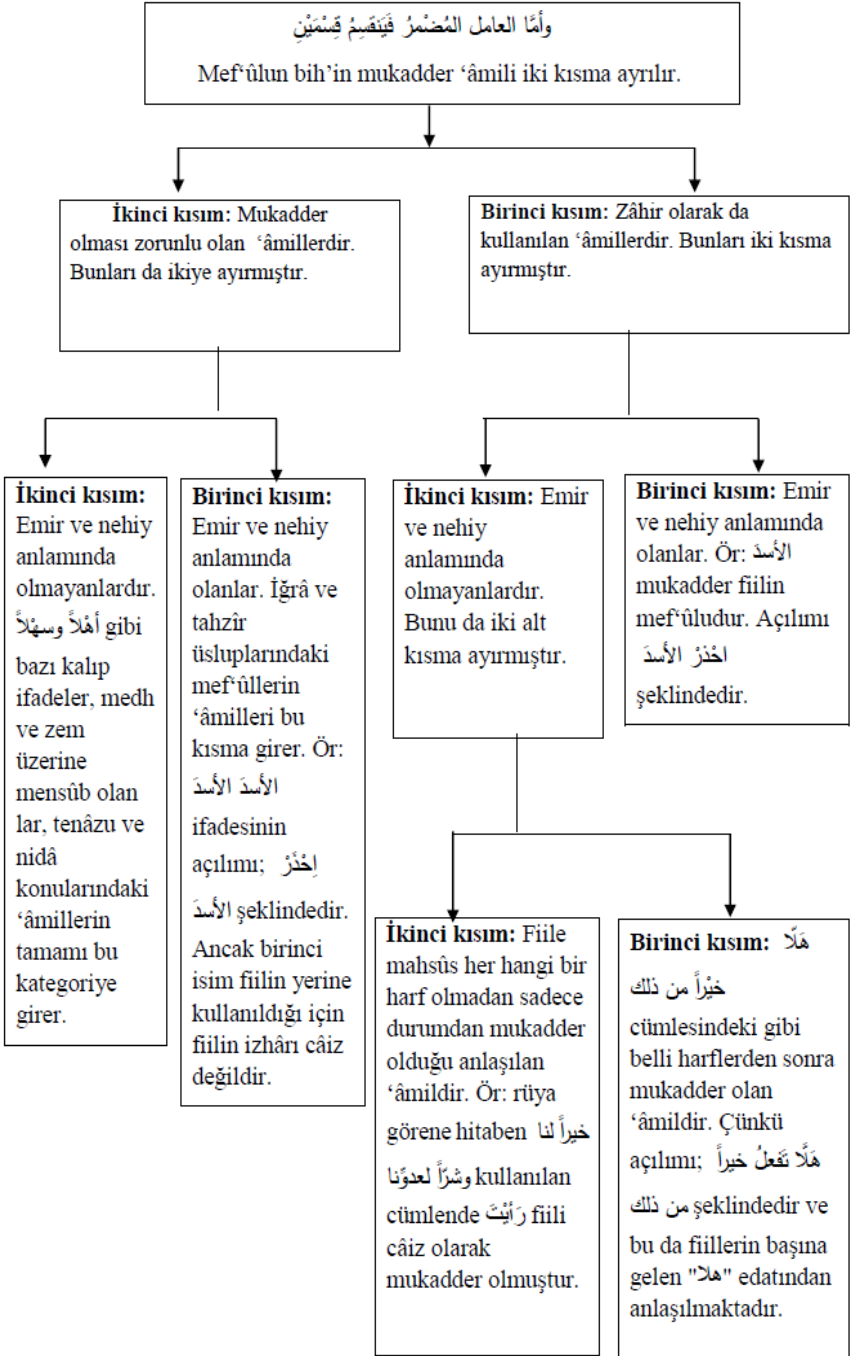 وأمَّا العامل المُضْمرُ فَيَنقسِمُ قِسْمَيْنِ
Mef‘ûlun bih’in mukadder ‘âmili iki kısma ayrılır.
İkinci kısım: Mukadder
olması zorunlu olan ‘âmillerdir.
Bunları da ikiye ayırmıştır.
Birinci kısım: Zâhir olarak da
kullanılan ‘âmillerdir. Bunları iki kısma
ayırmıştır.
İkinci kısım:
Emir ve nehiy
anlamında
olmayanlardır.
أهْلاً وسهْلاً gibi
bazı kalıp
ifadeler, medh
ve zem
üzerine
mensûb olan
lar, tenâzu ve
nidâ
konularındaki
‘âmillerin
tamamı bu
kategoriye
girer.
Birinci kısım:
Emir ve nehiy
anlamında
olanlar. İğrâ ve
tahzîr
üsluplarındaki
mef‘ûllerin
‘âmilleri bu
kısma girer. Ör:
الأسدَ الأسدَ
ifadesinin
açılımı; اِحْذَرْ
الأسدَ şeklindedir.
Ancak birinci
isim fiilin yerine
kullanıldığı için
fiilin izhârı câiz
değildir.
İkinci kısım: Emir
ve nehiy
anlamında
olmayanlardır.
Bunu da iki alt
kısma ayırmıştır.
Birinci kısım: Emir
ve nehiy anlamında
olanlar. Ör: الأسدَ
mukadder fiilin
mef‘ûludur. Açılımı
احْذرْ الأسدَ
şeklindedir.
İkinci kısım: Fiile
mahsûs her hangi bir
harf olmadan sadece
durumdan mukadder
olduğu anlaşılan
‘âmildir. Ör: rüya
görene hitaben خيراً لنا
وشرّاً لعدوِّنا kullanılan
cümlende رَأيْتَ fiili
câiz olarak
mukadder olmuştur.
Birinci kısım: هَلّا
خيْراً من ذلك
cümlesindeki gibi
belli harflerden sonra
mukadder olan
‘âmildir. Çünkü
açılımı; هَلَّا تَفعلُ خيراً
من ذلك şeklindedir ve
bu da fiillerin başına
gelen "هلا" edatından
anlaşılmaktadır.